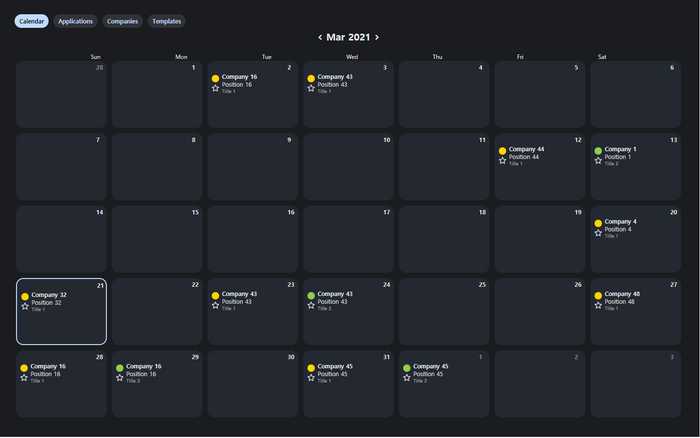 Calendar Applications Companies Templates
< Mar 2021 >
Sun Mon Tue Wed Thu Fri Sat
28 1 2 3 4 5 6
Company 16
Position 16
Title 1
Company 43
Position 43
Title 1
7 8 9 10 11 12 13
Company 44
Position 44
Title 1
Company 1
Position 1
Title 2
14 15 16 17 18 19 20
Company 4
Position 4
Title 1
21 22 23 24 25 26 27
Company 32
Position 32
Title 1
Company 43
Position 43
Title 1
Company 43
Position 43
Title 2
Company 48
Position 48
Title 1
28 29 30 31 1 2 3
Company 16
Position 16
Title 1
Company 16
Position 16
Title 2
Company 45
Position 45
Title 1
Company 45
Position 45
Title 2